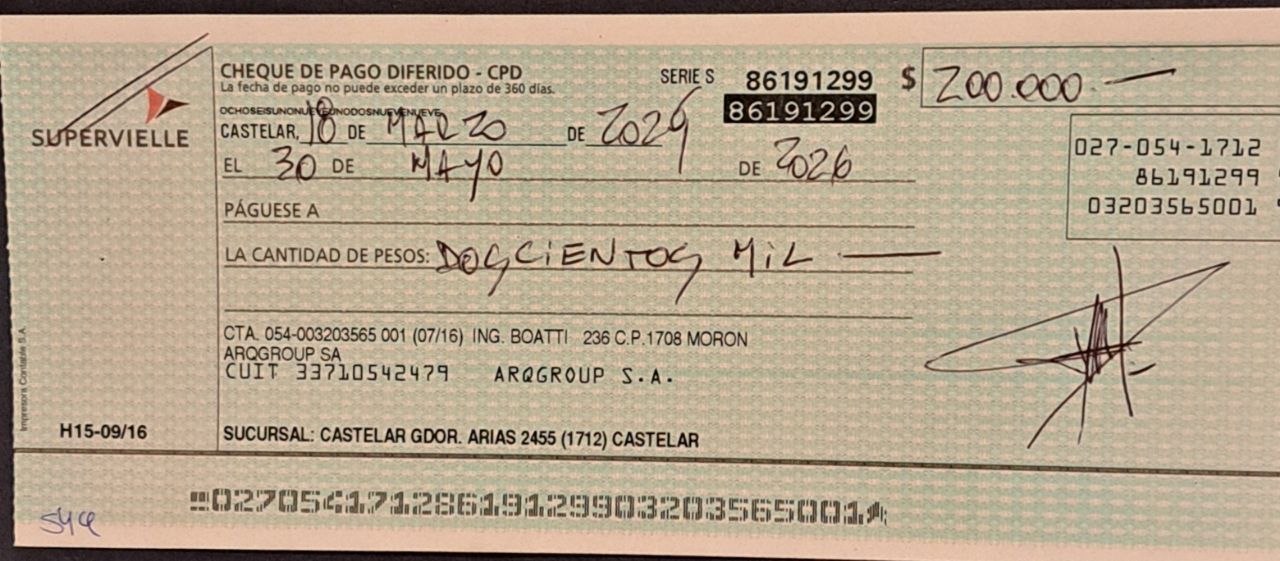 SUPERVIELLE
CHEQUE DE PAGO DIFERIDO - CPD
La fecha de pago no puede exceder un plazo de 360 días.
SERIE S 86191299
86191299
$ 200.000.—
OCHOSEISUNONUEVEUNODOSNUEVENUEVE
CASTELAR, 18 DE MARZO DE 2026
EL 30 DE MAYO DE 2026
027-054-1712
86191299
03203565001
PÁGUESE A
LA CANTIDAD DE PESOS: DOSCIENTOS MiL —
CTA. 054-003203565 001 (07/16) ING. BOATTI 236 C.P.1708 MORON
ARQGROUP SA
CUIT 33710542479 ARQGROUP S.A.
Impresora Contable S.A.
H15-09/16
SUCURSAL: CASTELAR GDOR. ARIAS 2455 (1712) CASTELAR
02705417128619129903203565001